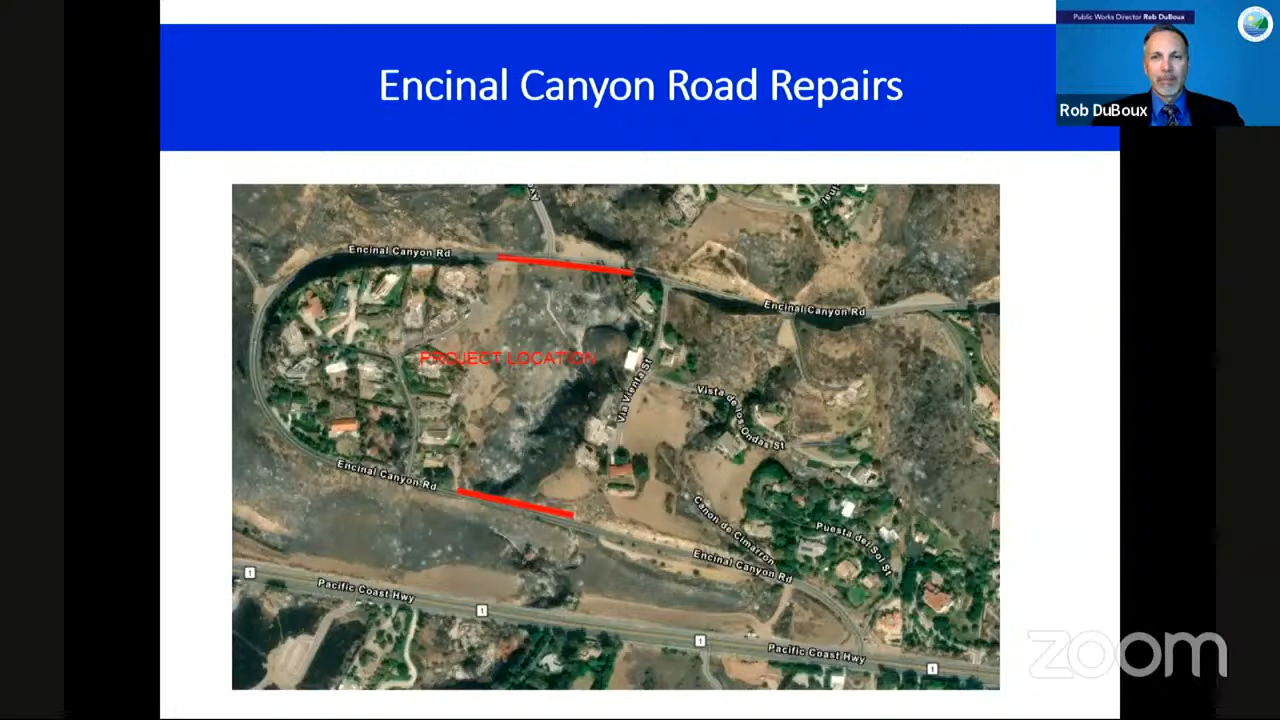 Encinal Canyon Road Repairs
Public Works Director Rob DuBoux
Rob DuBoux
Encinal Canyon Rd
Encinal Canyon Rd
PROJECT LOCATION
Via Vienta St
Vista de los Ondas St
Encinal Canyon Rd
Canon de Cimarron
Puesta del Sol St
Encinal Canyon Rd
1
Pacific Coast Hwy
1
1
Pacific Coast Hwy
1
zoom